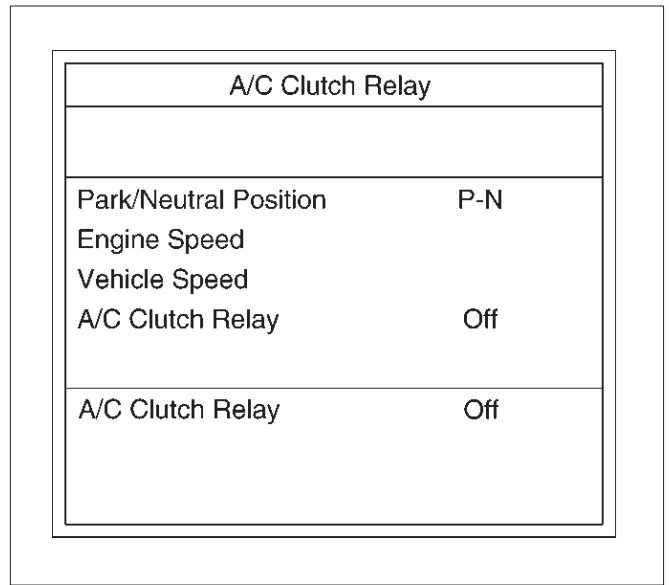 A/C Clutch Relay
Park/Neutral Position P-N
Engine Speed
Vehicle Speed
A/C Clutch Relay Off
A/C Clutch Relay Off